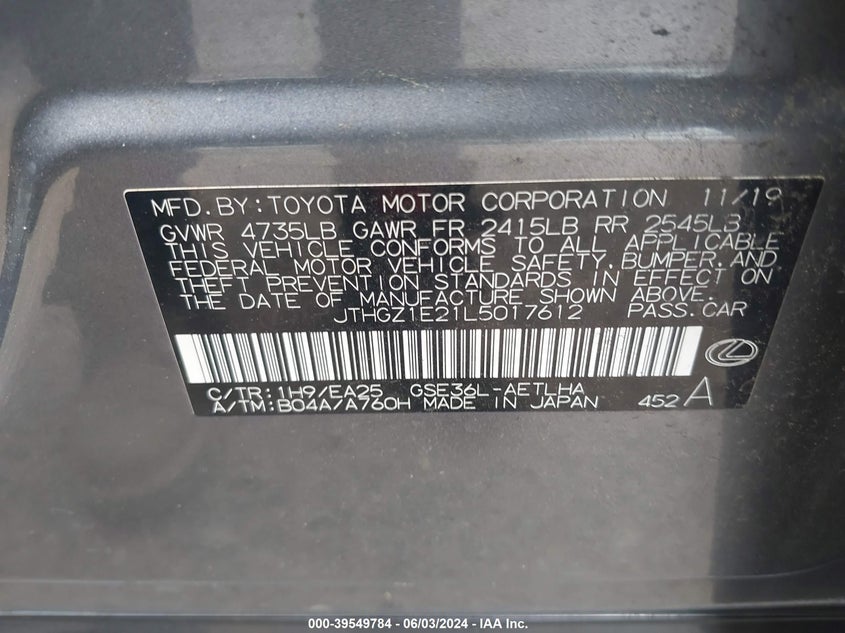 MFD.BY:TOYOTA MOTOR CORPORATION 11/19
GVWR 4735LB GAWR FR 2415LB RR 2545LB
THIS VEHICLE CONFORMS TO ALL APPLICABLE
FEDERAL MOTOR VEHICLE SAFETY,BUMPER,AND
THEFT PREVENTION STANDARDS IN EFFECT ON
THE DATE OF MANUFACTURE SHOWN ABOVE.
JTHGZ1E21L5017612 PASS.CAR
C/TR:1H9/EA25 GSE36L-AETLHA
A/TM:B04A/A760H MADE IN JAPAN 452 A
000-39549784 - 06/03/2024 - IAA Inc.